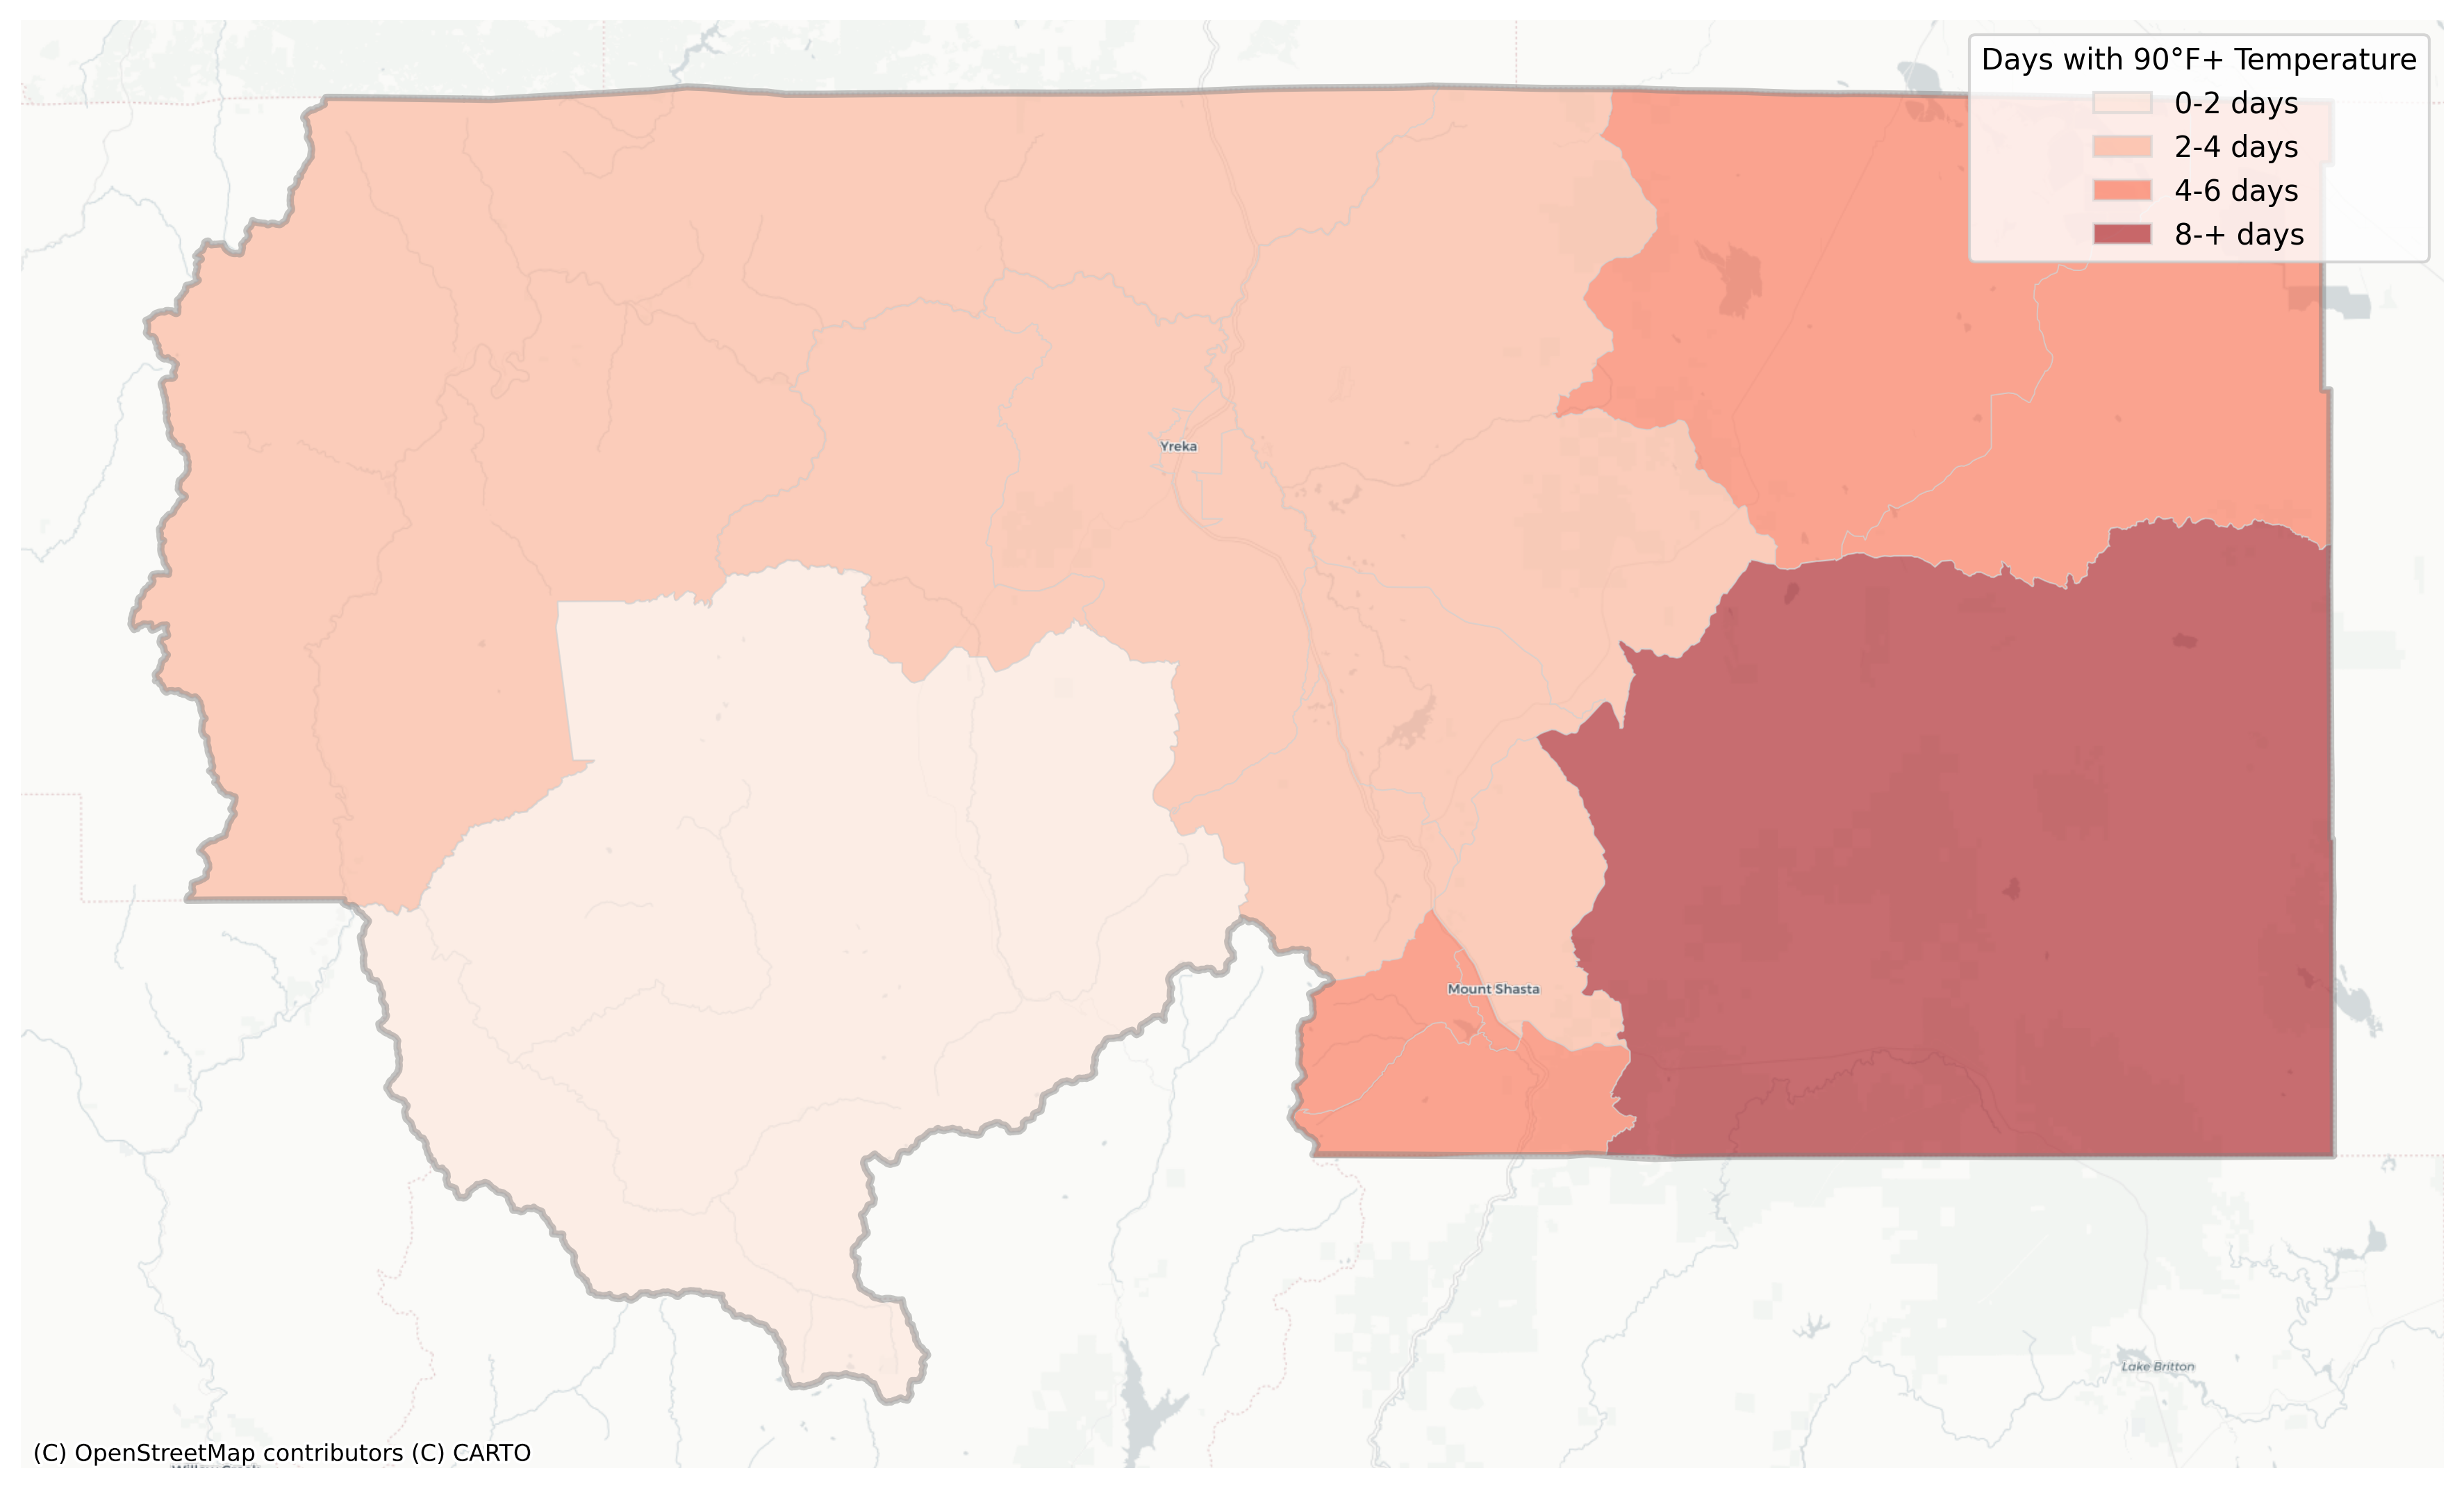 Days with 90°F+ Temperature
0-2 days
2-4 days
4-6 days
8-+ days
Yreka
Mount Shasta
Lake Britton
(C) OpenStreetMap contributors (C) CARTO